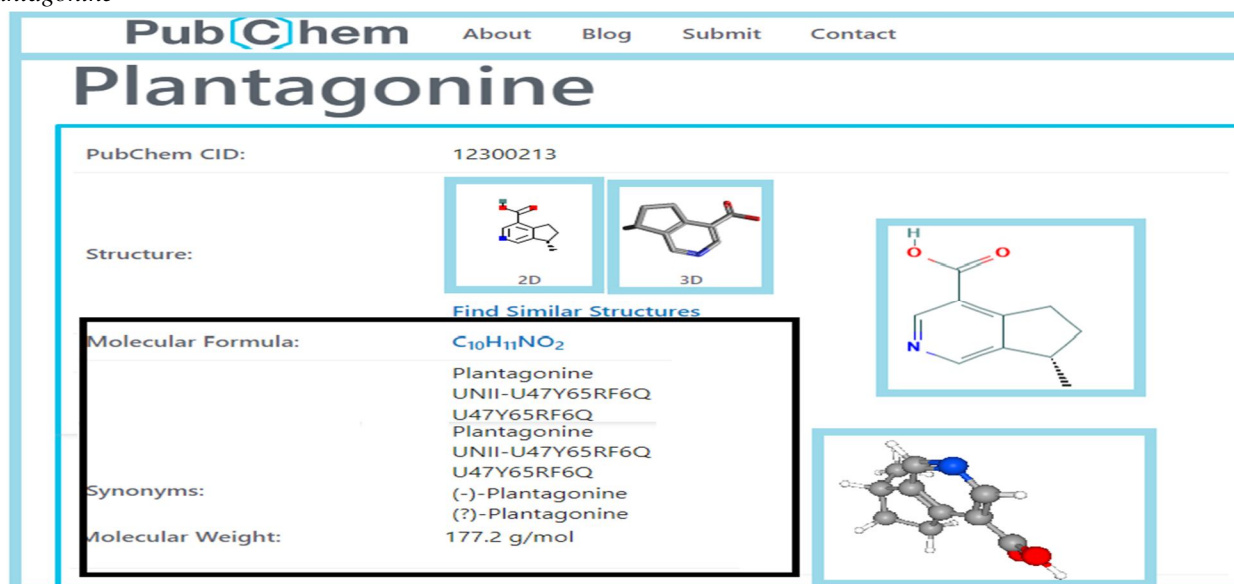 PubChem About Blog Submit Contact
Plantagonine
PubChem CID: 12300213
Structure:
2D 3D
H
O O
N
Find Similar Structures
Molecular Formula: C₁₀H₁₁NO₂
Plantagonine
UNII-U47Y65RF6Q
U47Y65RF6Q
Plantagonine
UNII-U47Y65RF6Q
U47Y65RF6Q
Synonyms: (-)-Plantagonine
(?)-Plantagonine
Molecular Weight: 177.2 g/mol